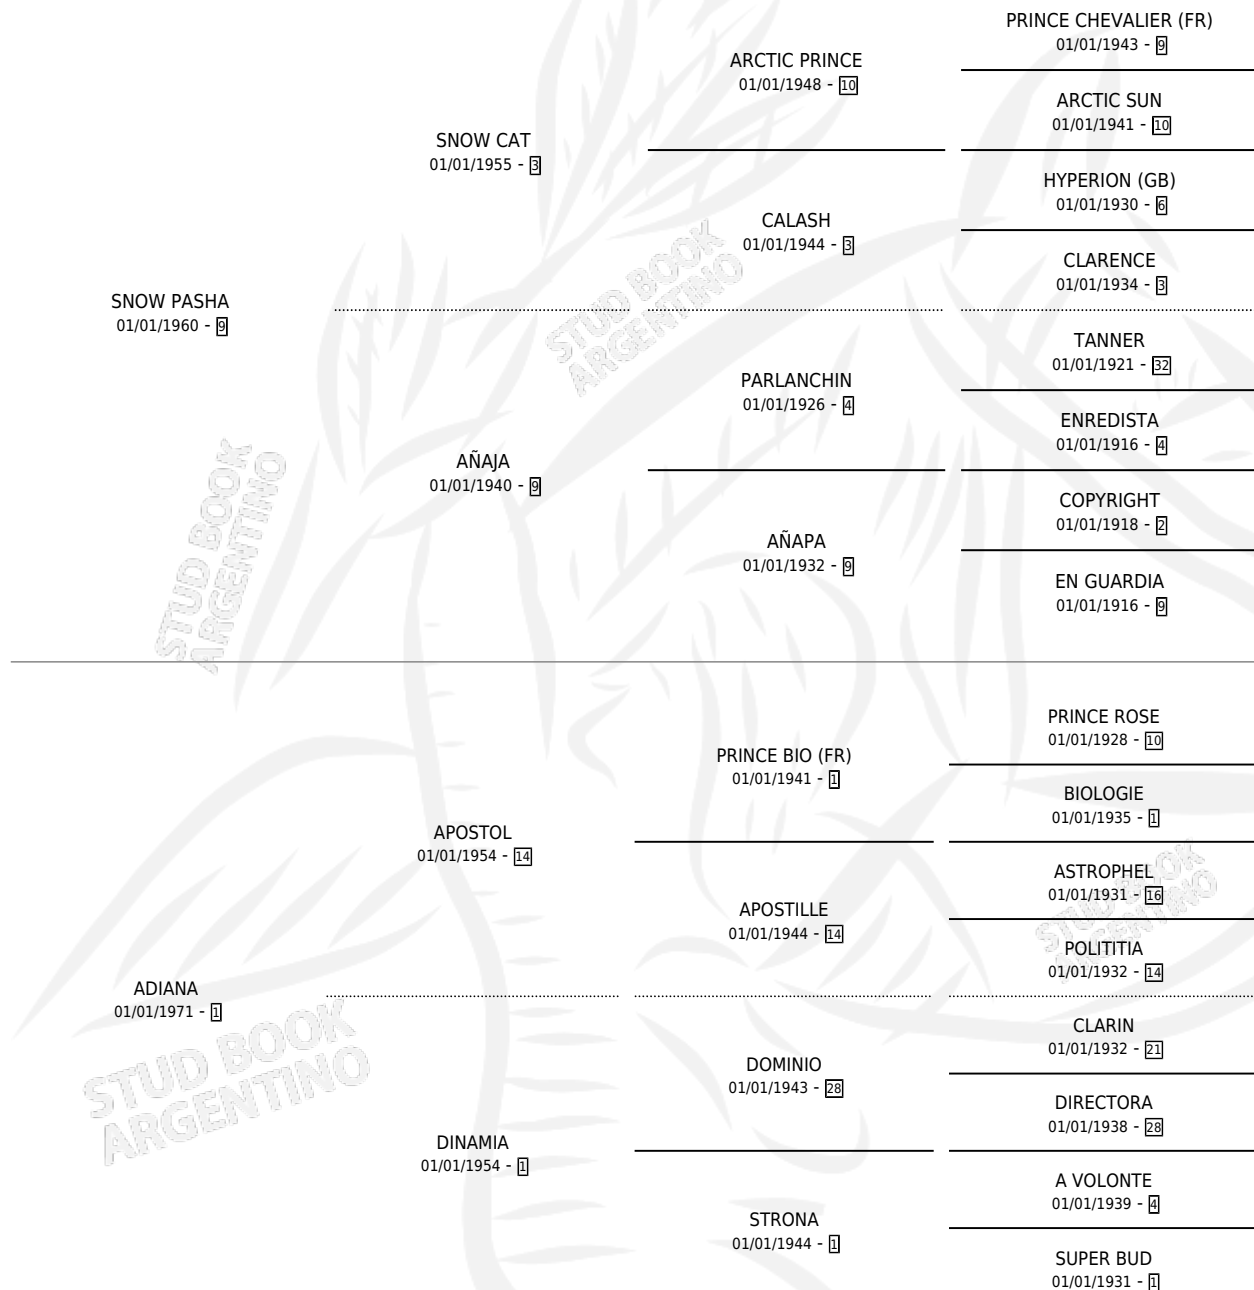 PRINCE CHEVALIER (FR)
01/01/1943 - 9
ARCTIC PRINCE
01/01/1948 - 10
ARCTIC SUN
01/01/1941 - 10
SNOW CAT
01/01/1955 - 3
HYPERION (GB)
01/01/1930 - 6
CALASH
01/01/1944 - 3
CLARENCE
01/01/1934 - 3
SNOW PASHA
01/01/1960 - 9
TANNER
01/01/1921 - 32
PARLANCHIN
01/01/1926 - 4
ENREDISTA
01/01/1916 - 4
AÑAJA
01/01/1940 - 9
COPYRIGHT
01/01/1918 - 2
AÑAPA
01/01/1932 - 9
EN GUARDIA
01/01/1916 - 9
PRINCE ROSE
01/01/1928 - 10
PRINCE BIO (FR)
01/01/1941 - 1
BIOLOGIE
01/01/1935 - 1
APOSTOL
01/01/1954 - 14
ASTROPHEL
01/01/1931 - 16
APOSTILLE
01/01/1944 - 14
POLITITIA
01/01/1932 - 14
ADIANA
01/01/1971 - 1
CLARIN
01/01/1932 - 21
DOMINIO
01/01/1943 - 28
DIRECTORA
01/01/1938 - 28
DINAMIA
01/01/1954 - 1
A VOLONTE
01/01/1939 - 4
STRONA
01/01/1944 - 1
SUPER BUD
01/01/1931 - 1
STUD BOOK
ARGENTINO
STUD BOOK
ARGENTINO
STUD BOOK
ARGENTINO
STUD BOOK
ARGENTINO